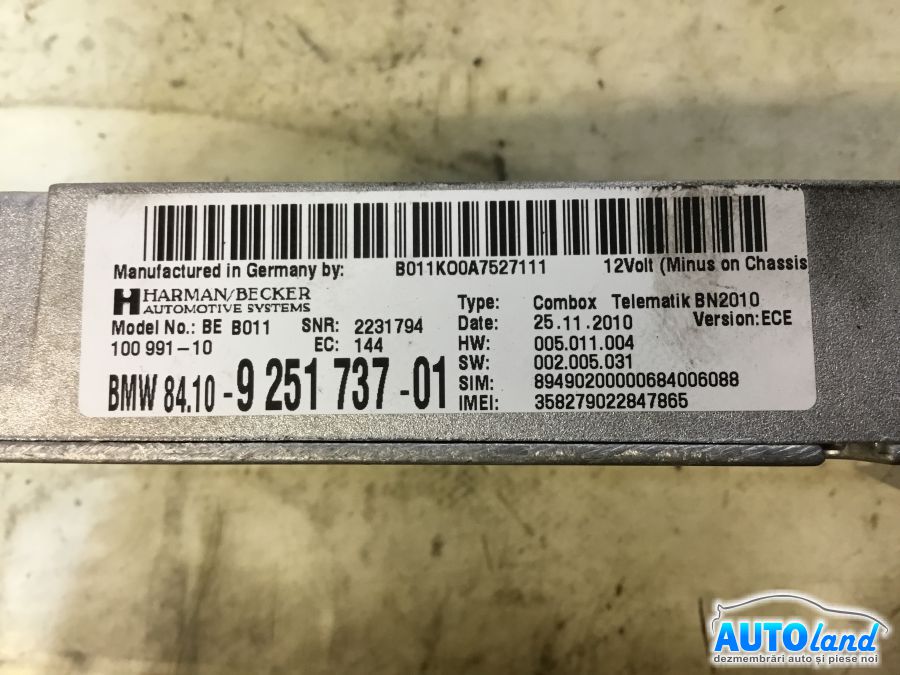 Manufactured in Germany by: B011K00A7527111 12Volt (Minus on Chassis
HARMAN/BECKER
AUTOMOTIVE SYSTEMS
Model No.: BE B011 SNR: 2231794
100 991-10 EC: 144
BMW 84.10 - 9 251 737 - 01
Type: Combox Telematik BN2010
Date: 25.11.2010 Version:ECE
HW: 005.011.004
SW: 002.005.031
SIM: 89490200000684006088
IMEI: 358279022847865
AUTOland
dezmembrări auto și piese noi